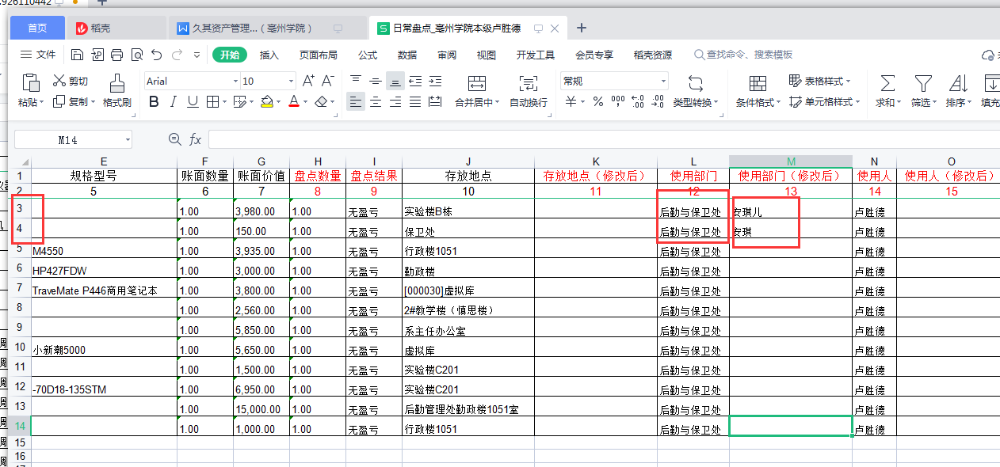 .926110442
首页 稻壳 久其资产管理...（亳州学院） 日常盘点_亳州学院本级卢胜德 +
文件 开始 插入 页面布局 公式 数据 审阅 视图 开发工具 会员专享 稻壳资源 查找命令、搜索模板
粘贴 剪切 复制 格式刷 Arial 10 A+ A- B I U A 合并居中 自动换行 常规 ¥ % 类型转换 条件格式 表格样式 单元格样式 求和 筛选 排序 填充
M14 fx
E F G H I J K L M N O
1 规格型号 账面数量 账面价值 盘点数量 盘点结果 存放地点 存放地点（修改后） 使用部门 使用部门（修改后） 使用人 使用人（修改后）
2 5 6 7 8 9 10 11 12 13 14 15
3 1.00 3,980.00 1.00 无盈亏 实验楼B栋 后勤与保卫处 安琪儿 卢胜德
4 1.00 150.00 1.00 无盈亏 保卫处 后勤与保卫处 安琪 卢胜德
5 M4550 1.00 3,935.00 1.00 无盈亏 行政楼1051 后勤与保卫处 卢胜德
6 HP427FDW 1.00 3,000.00 1.00 无盈亏 勤政楼 后勤与保卫处 卢胜德
7 TraveMate P446商用笔记本 1.00 3,800.00 1.00 无盈亏 [000030]虚拟库 后勤与保卫处 卢胜德
8 1.00 2,560.00 1.00 无盈亏 2#教学楼（慎思楼） 后勤与保卫处 卢胜德
9 1.00 5,850.00 1.00 无盈亏 系主任办公室 后勤与保卫处 卢胜德
10 小新潮5000 1.00 5,650.00 1.00 无盈亏 虚拟库 后勤与保卫处 卢胜德
11 1.00 1,500.00 1.00 无盈亏 实验楼C201 后勤与保卫处 卢胜德
12 -70D18-135STM 1.00 6,950.00 1.00 无盈亏 实验楼C201 后勤与保卫处 卢胜德
13 1.00 15,000.00 1.00 无盈亏 后勤管理处勤政楼1051室 后勤与保卫处 卢胜德
14 1.00 1,000.00 1.00 无盈亏 行政楼1051 后勤与保卫处 卢胜德
15
16